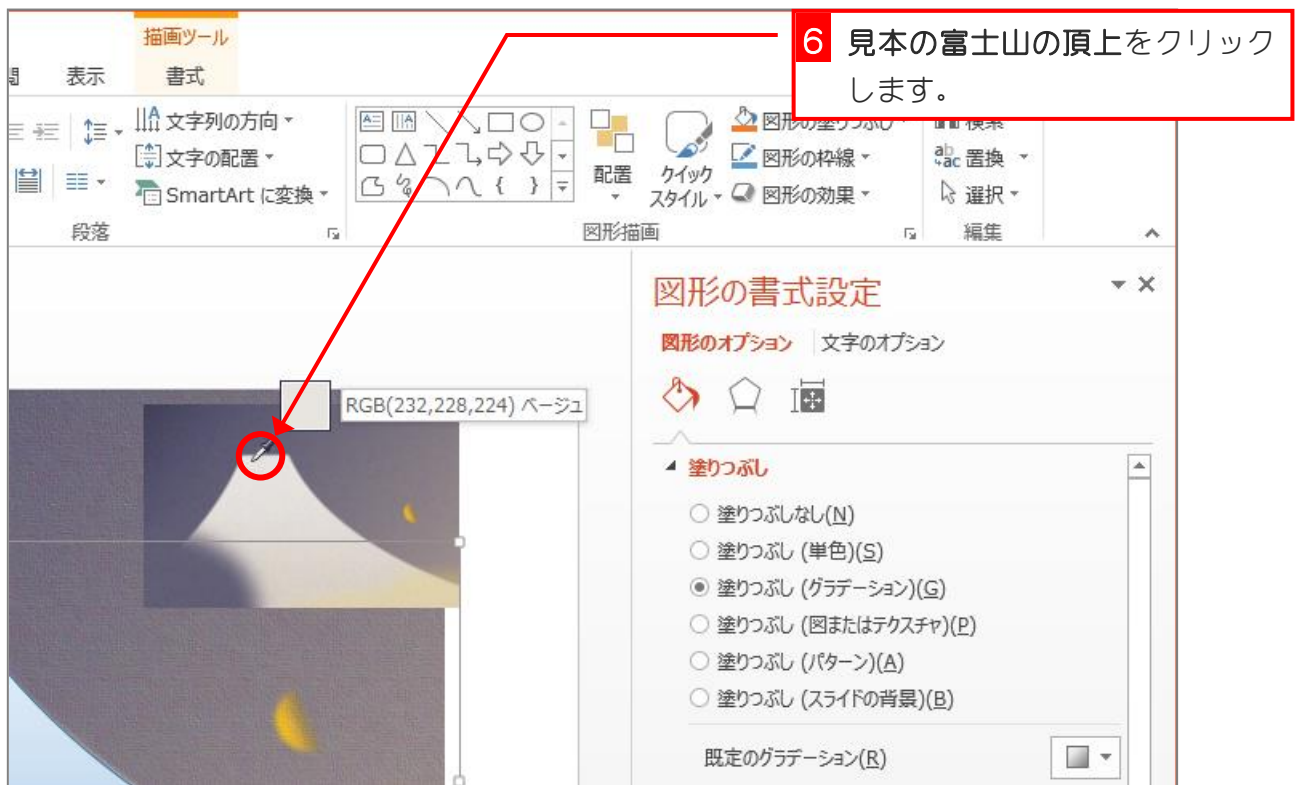 描画ツール
6 見本の富士山の頂上をクリック
します。
表示
書式
文字列の方向
文字の配置
SmartArt に変換
配置
クイック
スタイル
図形の塗りつぶし
図形の枠線
図形の効果
検索
置換
選択
段落
図形描画
編集
図形の書式設定
図形のオプション
文字のオプション
RGB(232,228,224) ベージュ
塗りつぶし
塗りつぶしなし(N)
塗りつぶし (単色)(S)
塗りつぶし (グラデーション)(G)
塗りつぶし (図またはテクスチャ)(P)
塗りつぶし (パターン)(A)
塗りつぶし (スライドの背景)(B)
既定のグラデーション(R)